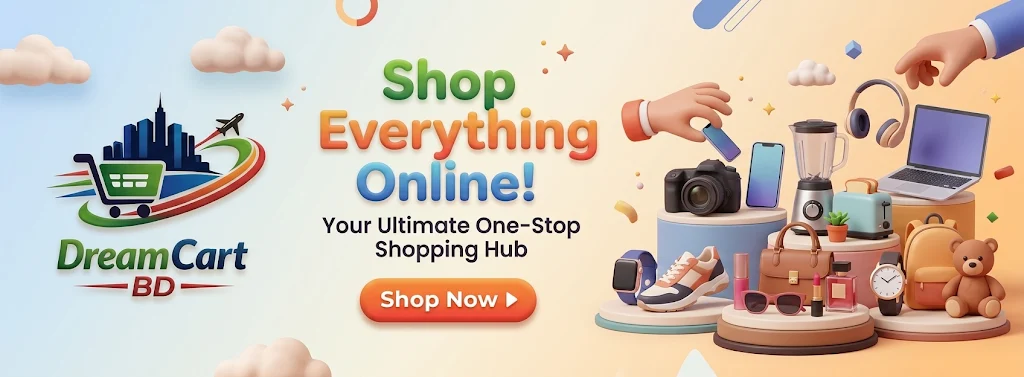 DreamCart
BD
Shop
Everything
Online!
Your Ultimate One-Stop
Shopping Hub
Shop Now